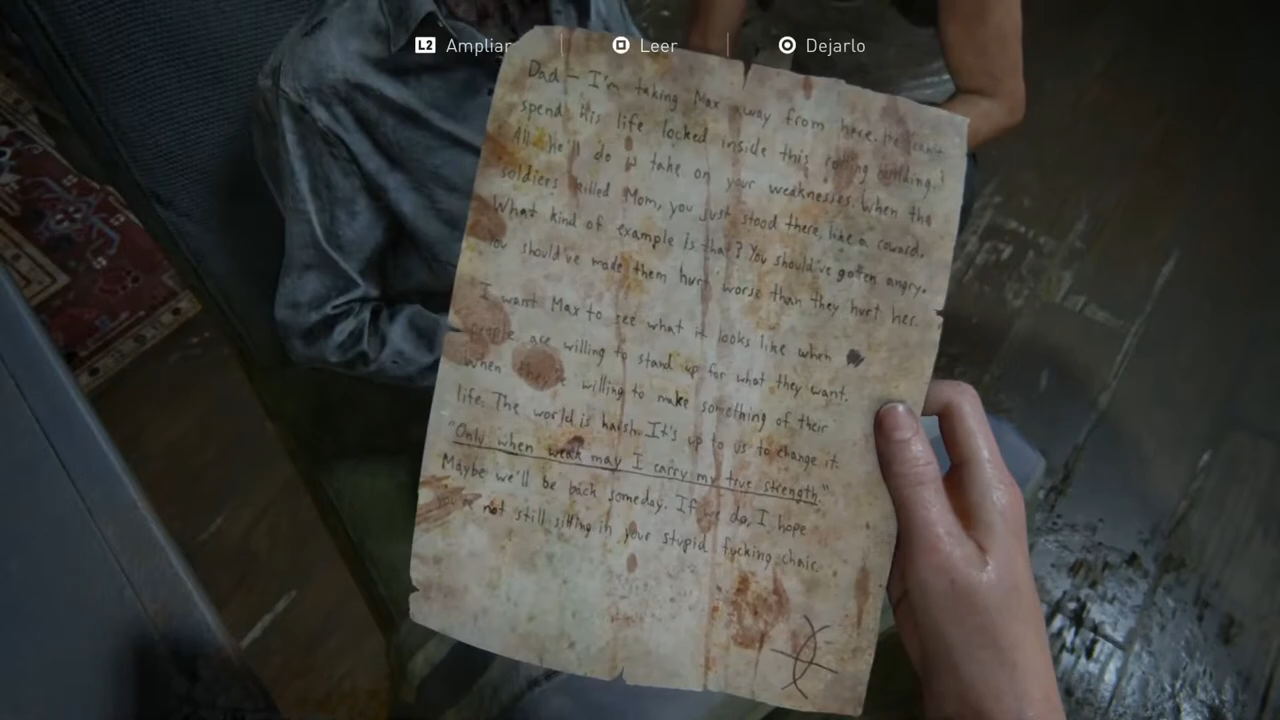 L2 Ampliar Leer Dejarlo
Dad – I'm taking Max away from here. He can't
spend his life locked inside this rotting building.
All he'll do is take on your weaknesses. When the
soldiers killed Mom, you just stood there, like a coward.
What kind of example is that? You should've gotten angry.
You should've made them hurt worse than they hurt her.
I want Max to see what it looks like when
people are willing to stand up for what they want.
When they're willing to make something of their
life. The world is harsh. It's up to us to change it.
"Only when weak may I carry my true strength."
Maybe we'll be back someday. If we do, I hope
you're not still sitting in your stupid fucking chair.